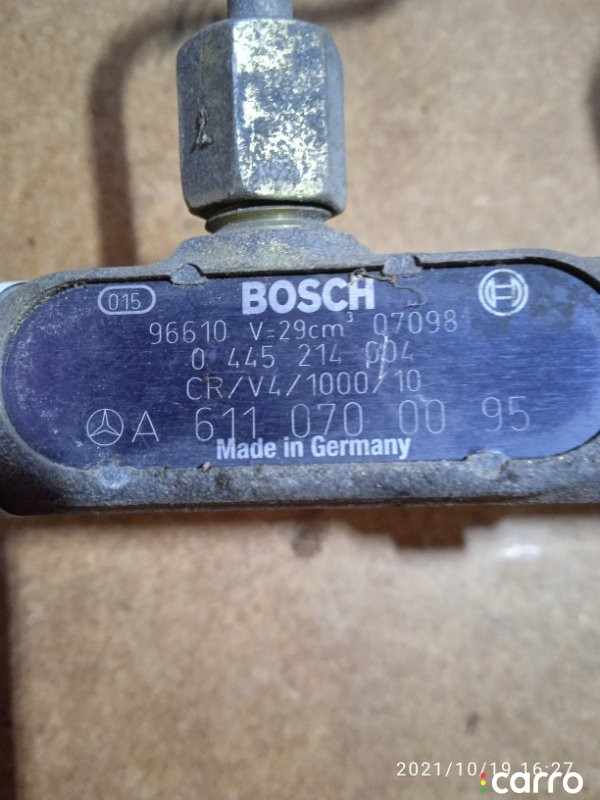 015 BOSCH
96610 V=29cm³ 07098
0 445 214 004
CR/V4/1000/10
A 611 070 00 95
Made in Germany
2021/10/19 16:27
carro